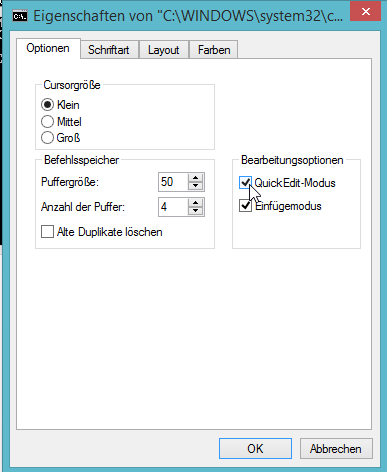 Eigenschaften von "C:\WINDOWS\system32\c...
Optionen Schriftart Layout Farben
Cursorgröße
Klein
Mittel
Groß
Befehlsspeicher
Puffergröße: 50
Anzahl der Puffer: 4
Alte Duplikate löschen
Bearbeitungsoptionen
QuickEdit-Modus
Einfügemodus
OK Abbrechen